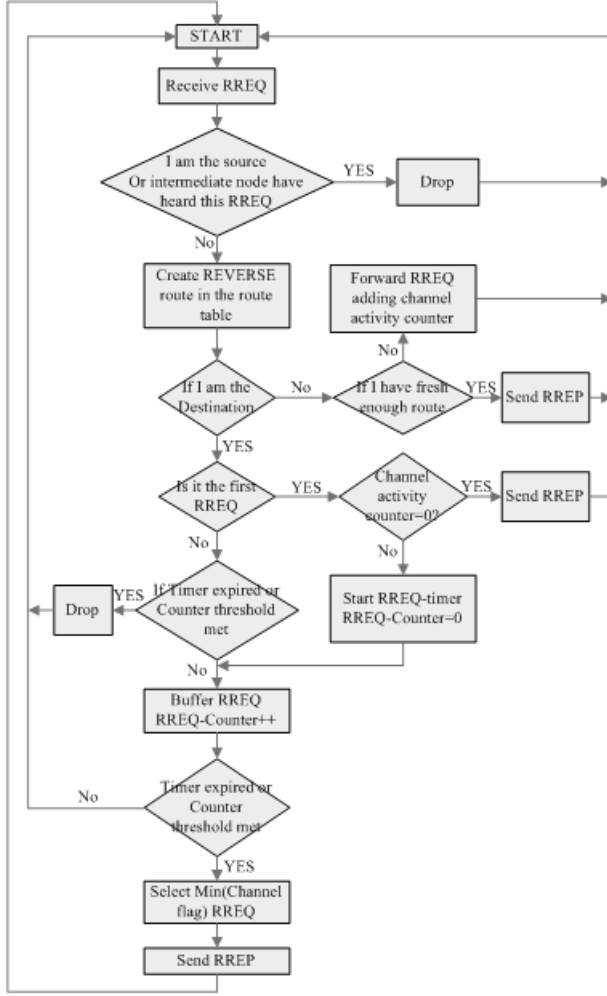 START
Receive RREQ
I am the source
Or intermediate node have
heard this RREQ
YES
Drop
No
Create REVERSE
route in the route
table
Forward RREQ
adding channel
activity counter
No
If I am the
Destination
No
If I have fresh
enough route
YES
Send RREP
YES
Is it the first
RREQ
YES
Channel
activity
counter=0?
YES
Send RREP
No
No
If Timer expired or
Counter threshold
met
YES
Drop
Start RREQ-timer
RREQ-Counter=0
No
Buffer RREQ
RREQ-Counter++
Timer expired or
Counter
threshold met
No
YES
Select Min(Channel
flag) RREQ
Send RREP